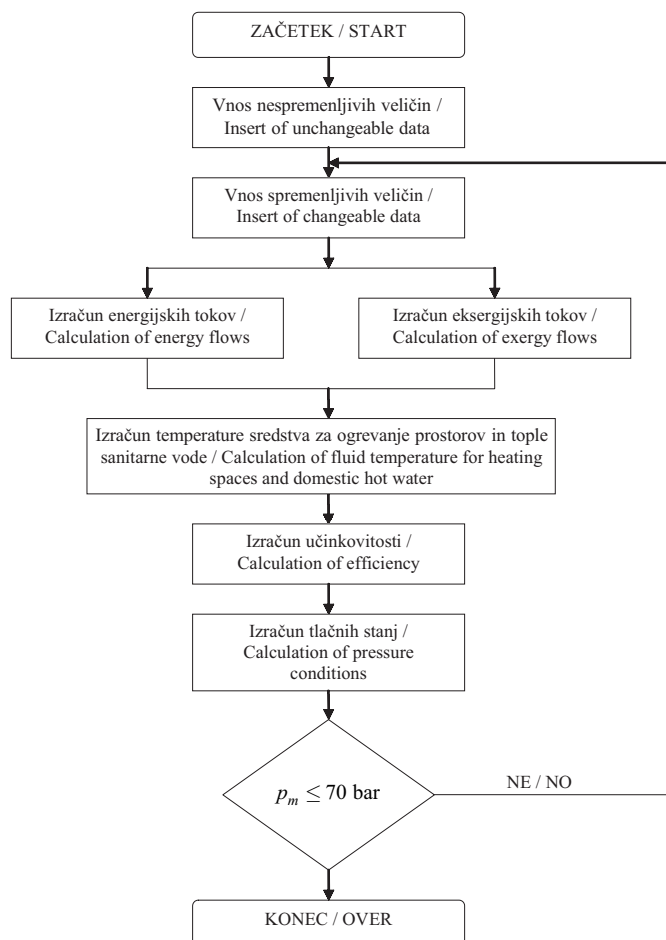 ZAČETEK / START
Vnos nespremenljivih veličin /
Insert of unchangeable data
Vnos spremenljivih veličin /
Insert of changeable data
Izračun energijskih tokov /
Calculation of energy flows
Izračun eksergijskih tokov /
Calculation of exergy flows
Izračun temperature sredstva za ogrevanje prostorov in tople
sanitarne vode / Calculation of fluid temperature for heating
spaces and domestic hot water
Izračun učinkovitosti /
Calculation of efficiency
Izračun tlačnih stanj /
Calculation of pressure
conditions
p_m ≤ 70 bar
NE / NO
KONEC / OVER